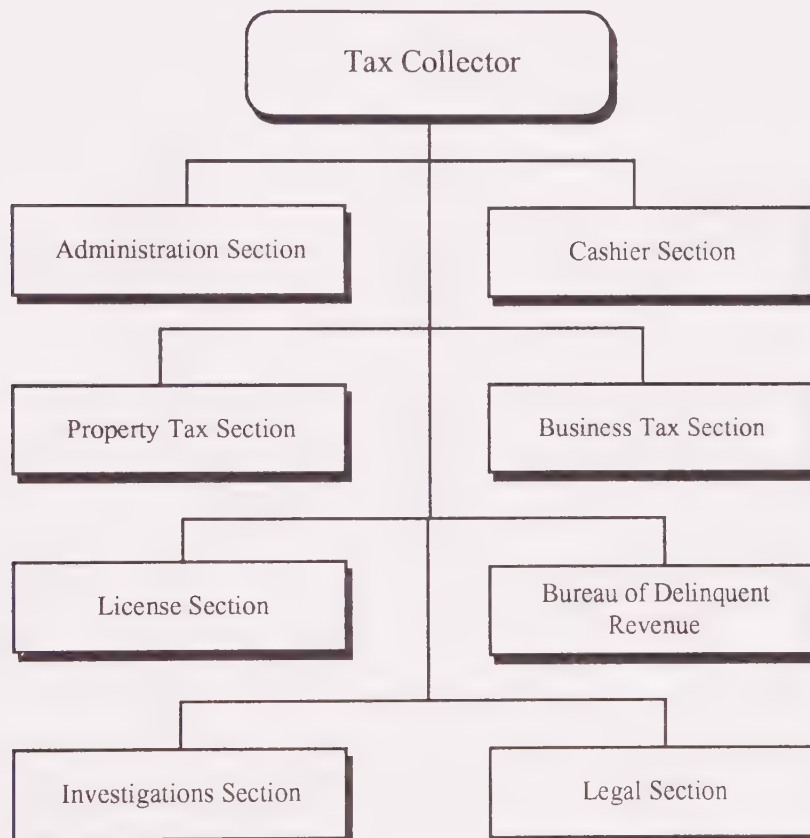 Tax Collector
Administration Section
Cashier Section
Property Tax Section
Business Tax Section
License Section
Bureau of Delinquent
Revenue
Investigations Section
Legal Section